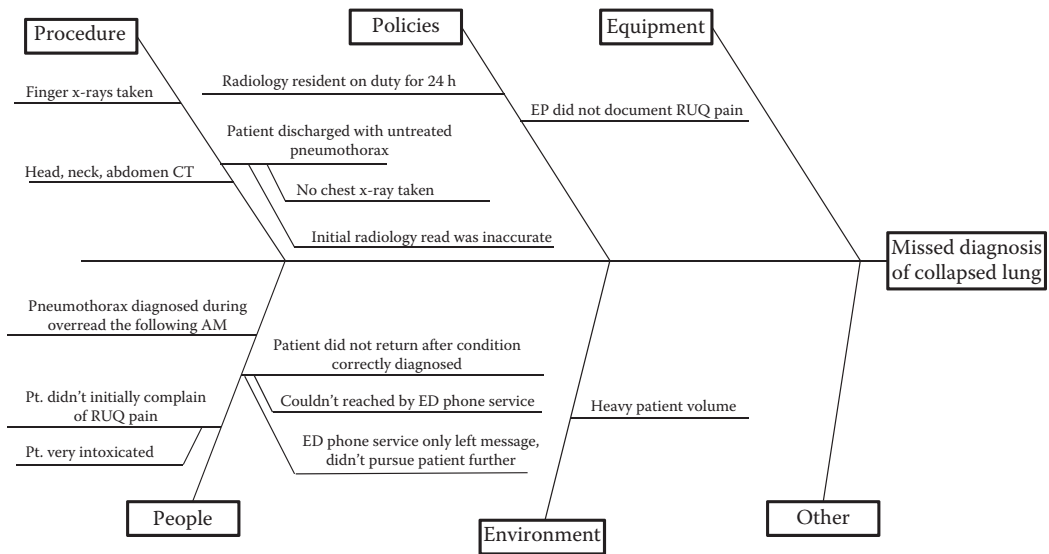 Procedure
Policies
Equipment
Finger x-rays taken
Radiology resident on duty for 24 h
EP did not document RUQ pain
Patient discharged with untreated
pneumothorax
Head, neck, abdomen CT
No chest x-ray taken
Initial radiology read was inaccurate
Missed diagnosis
of collapsed lung
Pneumothorax diagnosed during
overread the following AM
Patient did not return after condition
correctly diagnosed
Pt. didn’t initially complain
of RUQ pain
Couldn’t reached by ED phone service
Heavy patient volume
Pt. very intoxicated
ED phone service only left message,
didn’t pursue patient further
People
Environment
Other